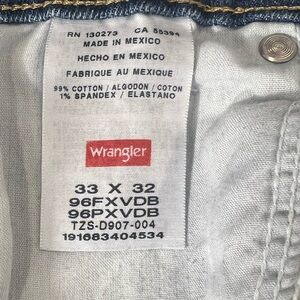 RN 130273 CA 55394
MADE IN MEXICO
HECHO EN MEXICO
FABRIQUE AU MEXIQUE
99% COTTON / ALGODON / COTON
1% SPANDEX / ELASTANO
Wrangler
33 X 32
96FXVDB
96PXVDB
TZS-D907-004
191683404534